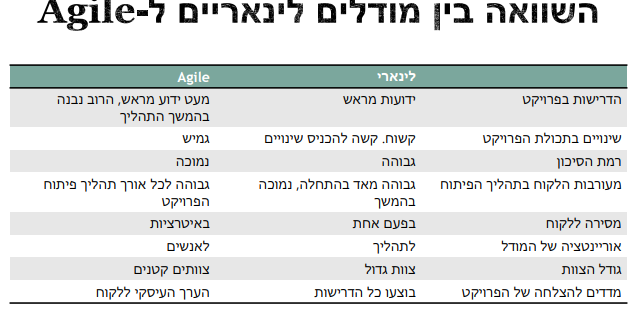 השוואה בין מודלים לינאריים ל-Agile
לינארי Agile
הדרישות בפרויקט ידועות מראש מעט ידוע מראש, הרוב נבנה
בהמשך התהליך
שינויים בתכולת הפרויקט קשוח. קשה להכניס שינויים גמיש
רמת הסיכון גבוהה נמוכה
מעורבות הלקוח בתהליך הפיתוח גבוהה מאד בהתחלה, נמוכה גבוהה לכל אורך תהליך פיתוח
בהמשך הפרויקט
מסירה ללקוח בפעם אחת באיטרציות
אוריינטציה של המודל לתהליך לאנשים
גודל הצוות צוות גדול צוותים קטנים
מדדים להצלחה של הפרויקט בוצעו כל הדרישות הערך העיסקי ללקוח